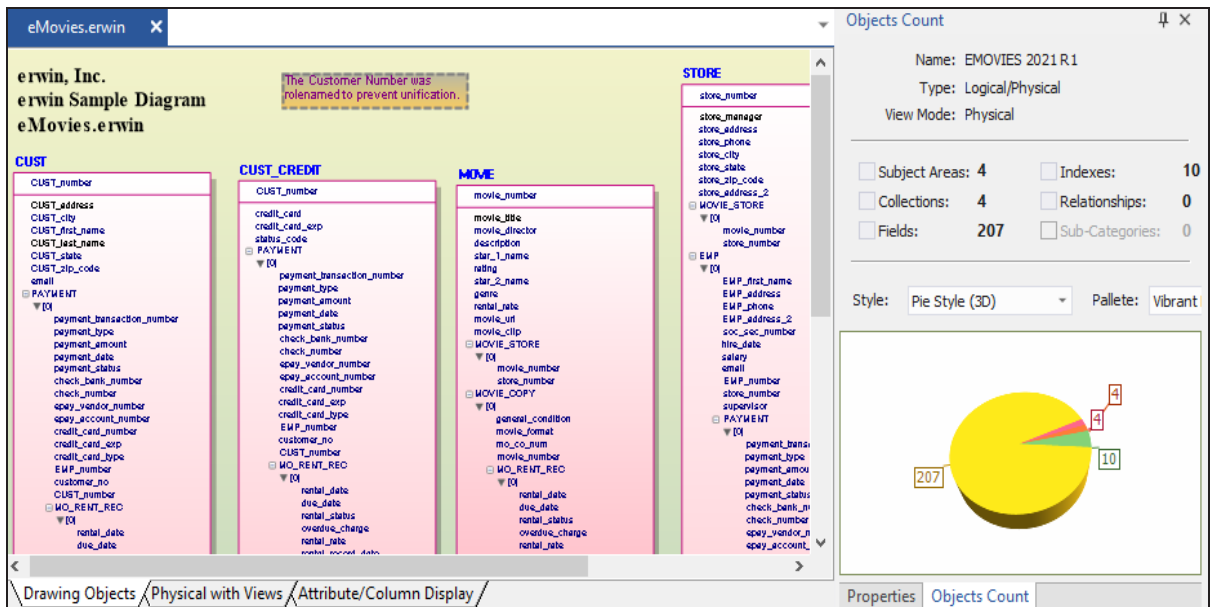 eMovies.erwin
erwin, Inc.
erwin Sample Diagram
eMovies.erwin
The Customer Number was
rolenamed to prevent unification.
CUST
CUST_number
CUST_address
CUST_city
CUST_first_name
CUST_last_name
CUST_state
CUST_zip_code
email
PAYMENT
[0]
payment_transaction_number
payment_type
payment_amount
payment_date
payment_status
check_bank_number
check_number
epay_vendor_number
epay_account_number
credit_card_number
credit_card_exp
credit_card_type
EMP_number
customer_no
CUST_number
MO_RENT_REC
[0]
rental_date
due_date
CUST_CREDIT
CUST_number
credit_card
credit_card_exp
status_code
PAYMENT
[0]
payment_transaction_number
payment_type
payment_amount
payment_date
payment_status
check_bank_number
check_number
epay_vendor_number
epay_account_number
credit_card_number
credit_card_exp
credit_card_type
EMP_number
customer_no
CUST_number
MO_RENT_REC
[0]
rental_date
due_date
rental_status
overdue_charge
rental_rate
rental_record_date
MOVIE
movie_number
movie_title
movie_director
description
star_1_name
rating
star_2_name
genre
rental_rate
movie_url
movie_clip
MOVIE_STORE
[0]
movie_number
store_number
MOVIE_COPY
[0]
general_condition
movie_format
mo_co_num
movie_number
MO_RENT_REC
[0]
rental_date
due_date
rental_status
overdue_charge
rental_rate
STORE
store_number
store_manager
store_address
store_phone
store_city
store_state
store_zip_code
store_address_2
MOVIE_STORE
[0]
movie_number
store_number
EMP
[0]
EMP_first_name
EMP_address
EMP_phone
EMP_address_2
soc_sec_number
hire_date
salary
email
EMP_number
store_number
supervisor
PAYMENT
[0]
payment_trans
payment_type
payment_amou
payment_date
payment_status
check_bank_n
check_number
epay_vendor_n
epay_account_
Drawing Objects
Physical with Views
Attribute/Column Display
Objects Count
Name: EMOVIES 2021 R1
Type: Logical/Physical
View Mode: Physical
Subject Areas: 4 Indexes: 10
Collections: 4 Relationships: 0
Fields: 207 Sub-Categories: 0
Style: Pie Style (3D) Pallete: Vibrant
4
4
10
207
Properties Objects Count